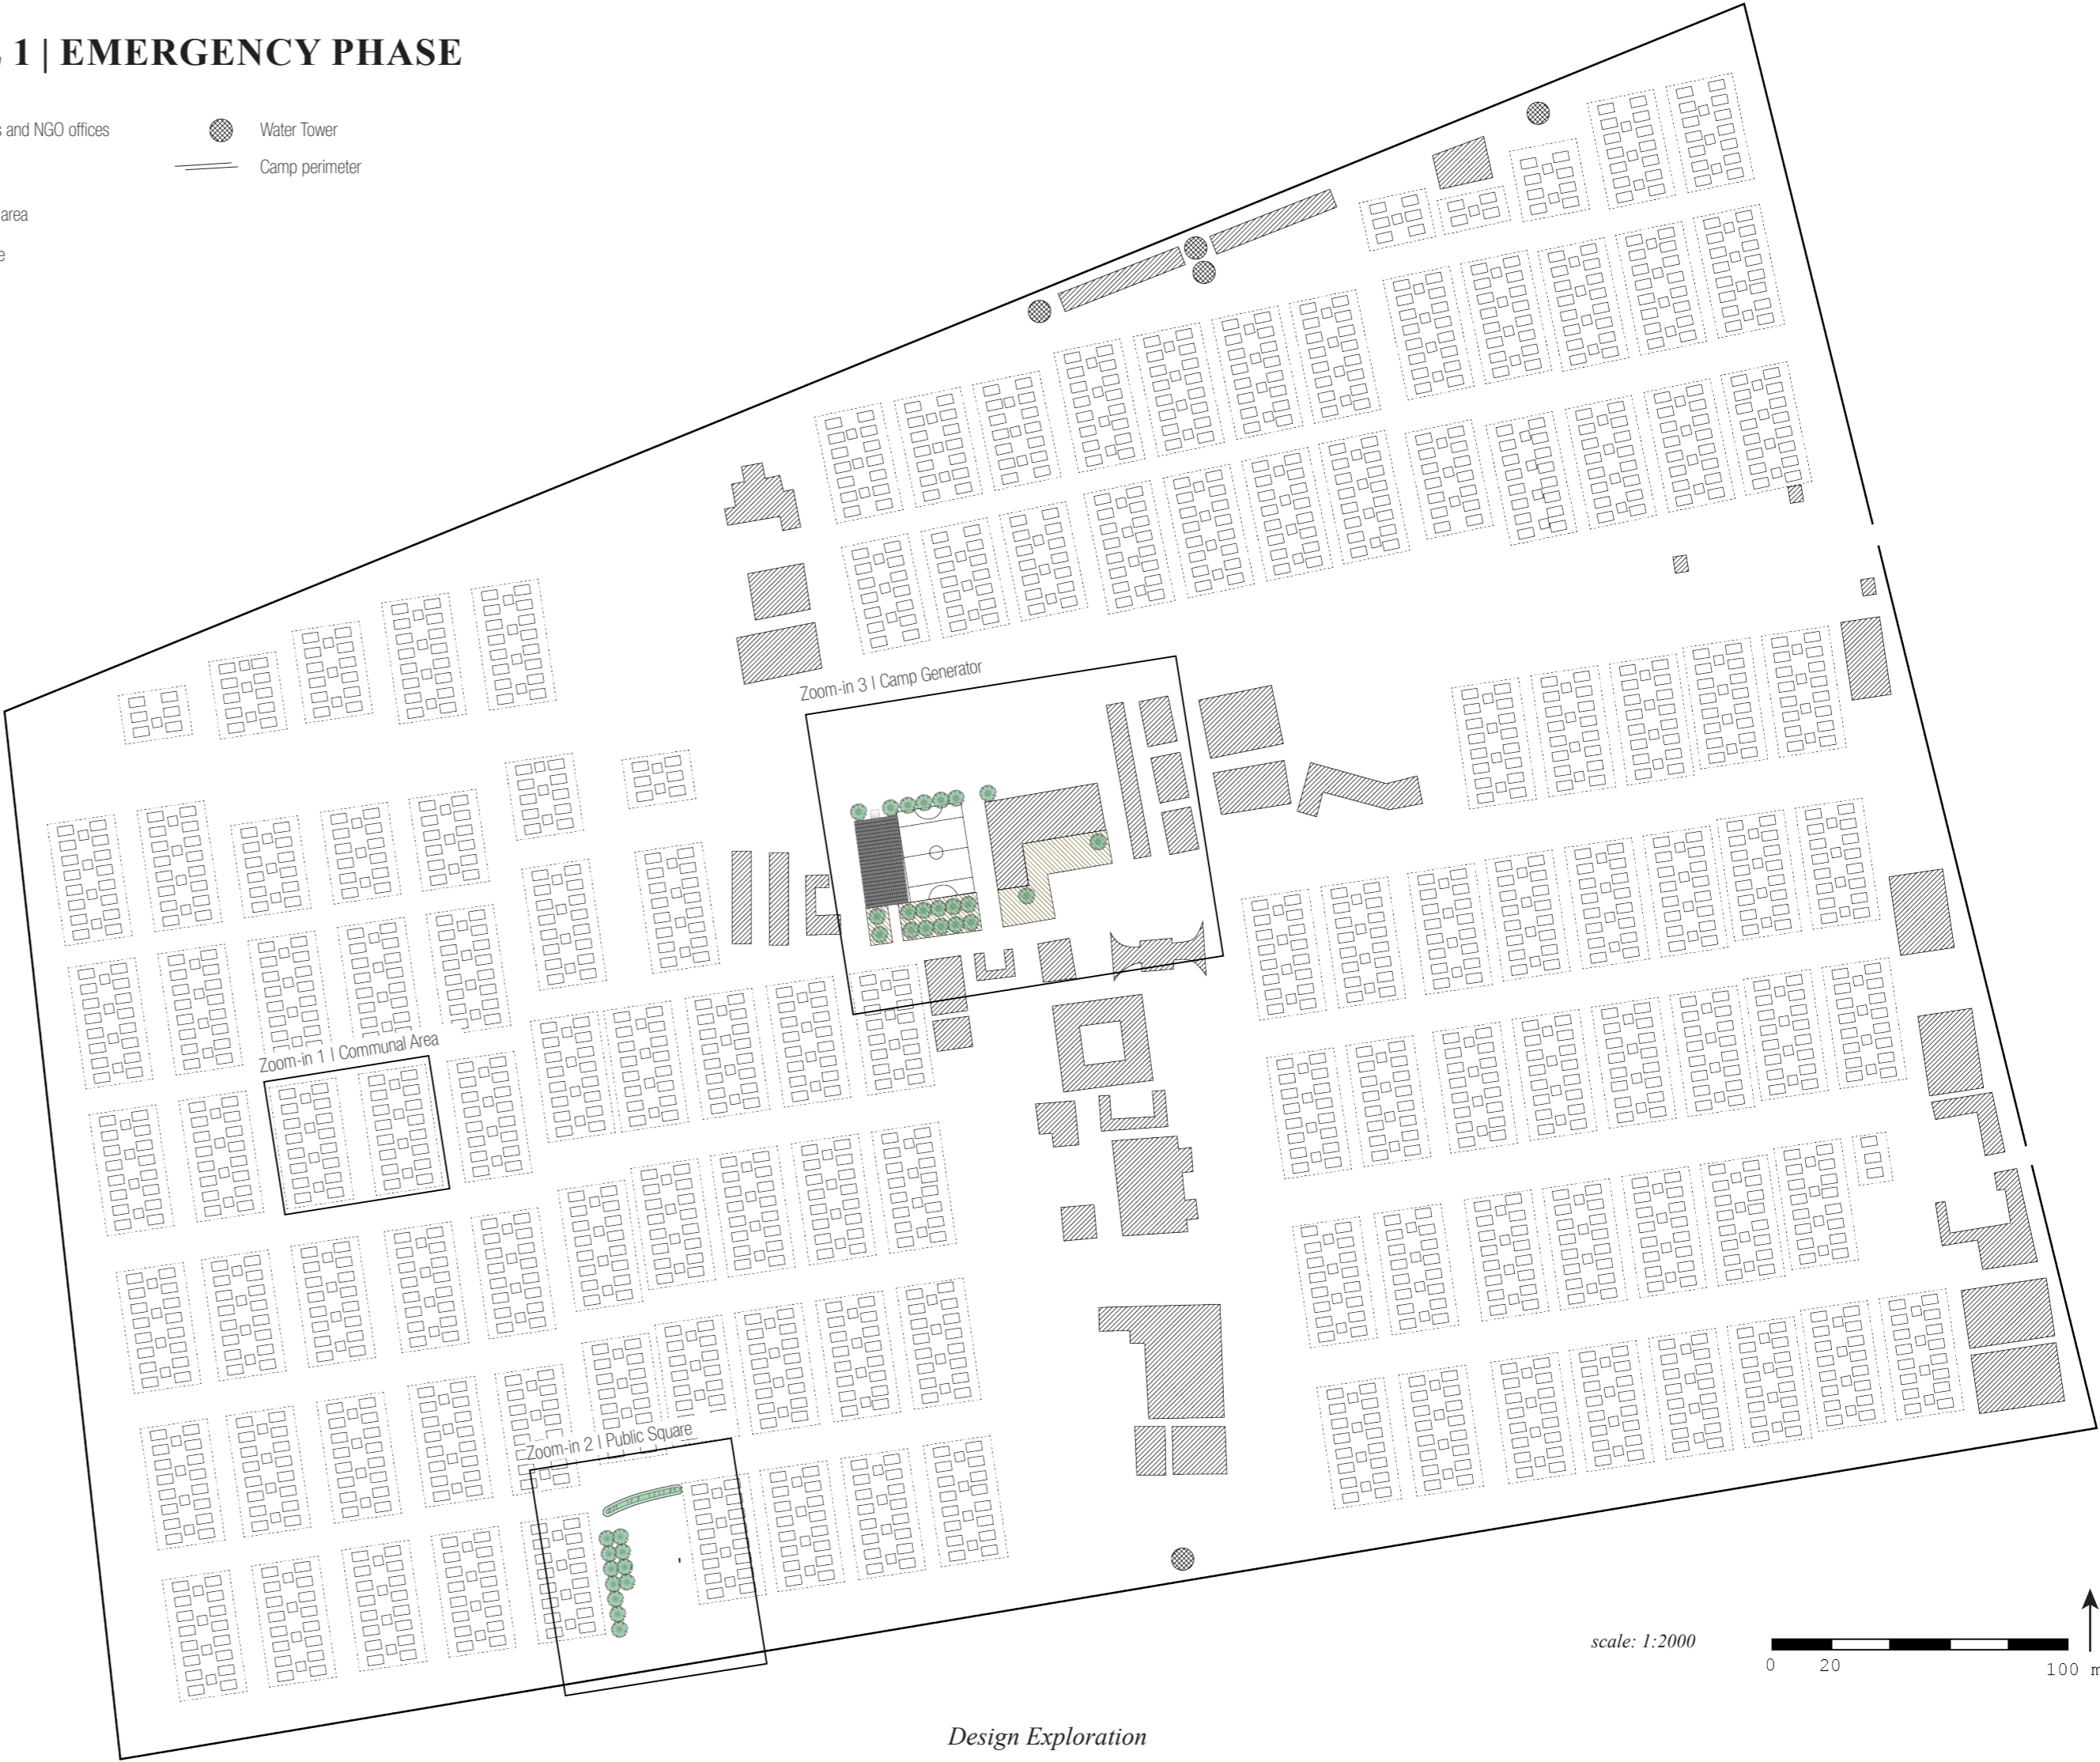 1 | EMERGENCY PHASE
and NGO offices
Water Tower
Camp perimeter
area
Zoom-in 3 | Camp Generator
Zoom-in 1 | Communal Area
Zoom-in 2 | Public Square
scale: 1:2000
0 20 100 m
Design Exploration